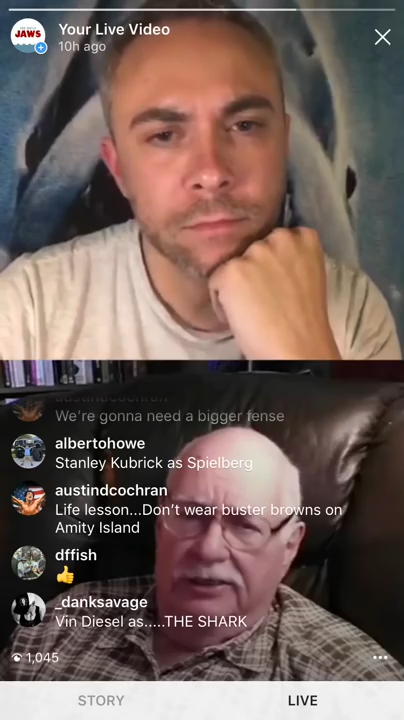 JAWS
Your Live Video
10h ago
austindcochran
We're gonna need a bigger fense
albertohowe
Stanley Kubrick as Spielberg
austindcochran
Life lesson...Don't wear buster browns on
Amity Island
dffish
👍
_danksavage
Vin Diesel as.....THE SHARK
1,045
STORY
LIVE